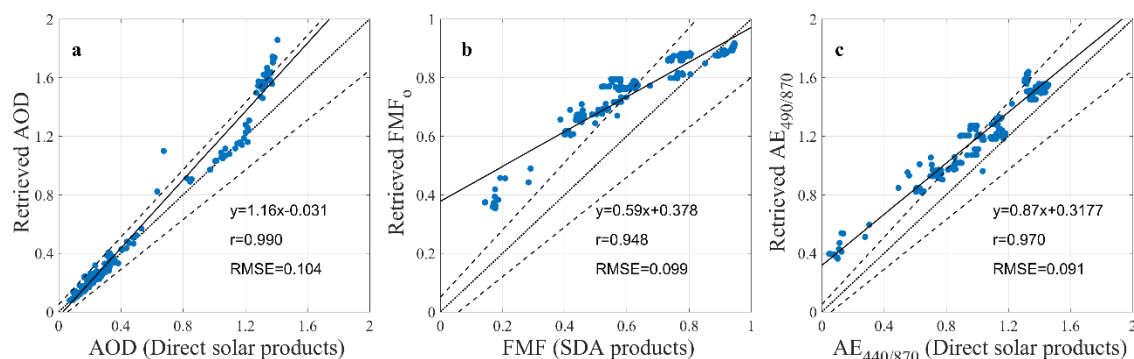 a
Retrieved AOD
2
1.6
1.2
0.8
0.4
0
y=1.16x-0.031
r=0.990
RMSE=0.104
0 0.4 0.8 1.2 1.6 2
AOD (Direct solar products)
b
Retrieved FMFo
1
0.8
0.6
0.4
0.2
0
y=0.59x+0.378
r=0.948
RMSE=0.099
0 0.2 0.4 0.6 0.8 1
FMF (SDA products)
c
Retrieved AE490/870
2
1.6
1.2
0.8
0.4
0
y=0.87x+0.3177
r=0.970
RMSE=0.091
0 0.4 0.8 1.2 1.6 2
AE440/870 (Direct solar products)